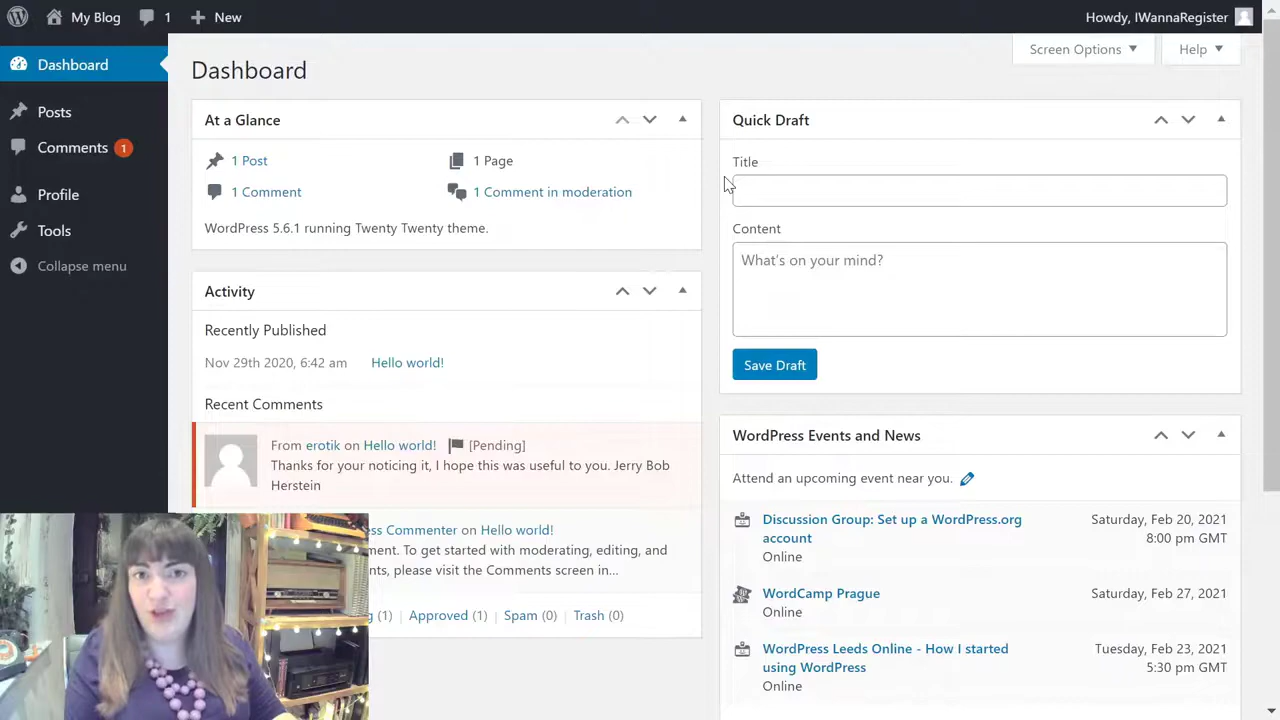 My Blog
1
New
Howdy, IWannaRegister
Screen Options
Help
Dashboard
Posts
Comments 1
Profile
Tools
Collapse menu
Dashboard
At a Glance
1 Post
1 Page
1 Comment
1 Comment in moderation
WordPress 5.6.1 running Twenty Twenty theme.
Activity
Recently Published
Nov 29th 2020, 6:42 am Hello world!
Recent Comments
From erotik on Hello world! [Pending]
Thanks for your noticing it, I hope this was useful to you. Jerry Bob
Herstein
Commenter on Hello world!
To get started with moderating, editing, and
please visit the Comments screen in...
(1) | Approved (1) | Spam (0) | Trash (0)
Quick Draft
Title
Content
What's on your mind?
Save Draft
WordPress Events and News
Attend an upcoming event near you.
Discussion Group: Set up a WordPress.org
account
Online
Saturday, Feb 20, 2021
8:00 pm GMT
WordCamp Prague
Online
Saturday, Feb 27, 2021
WordPress Leeds Online - How I started
using WordPress
Online
Tuesday, Feb 23, 2021
5:30 pm GMT